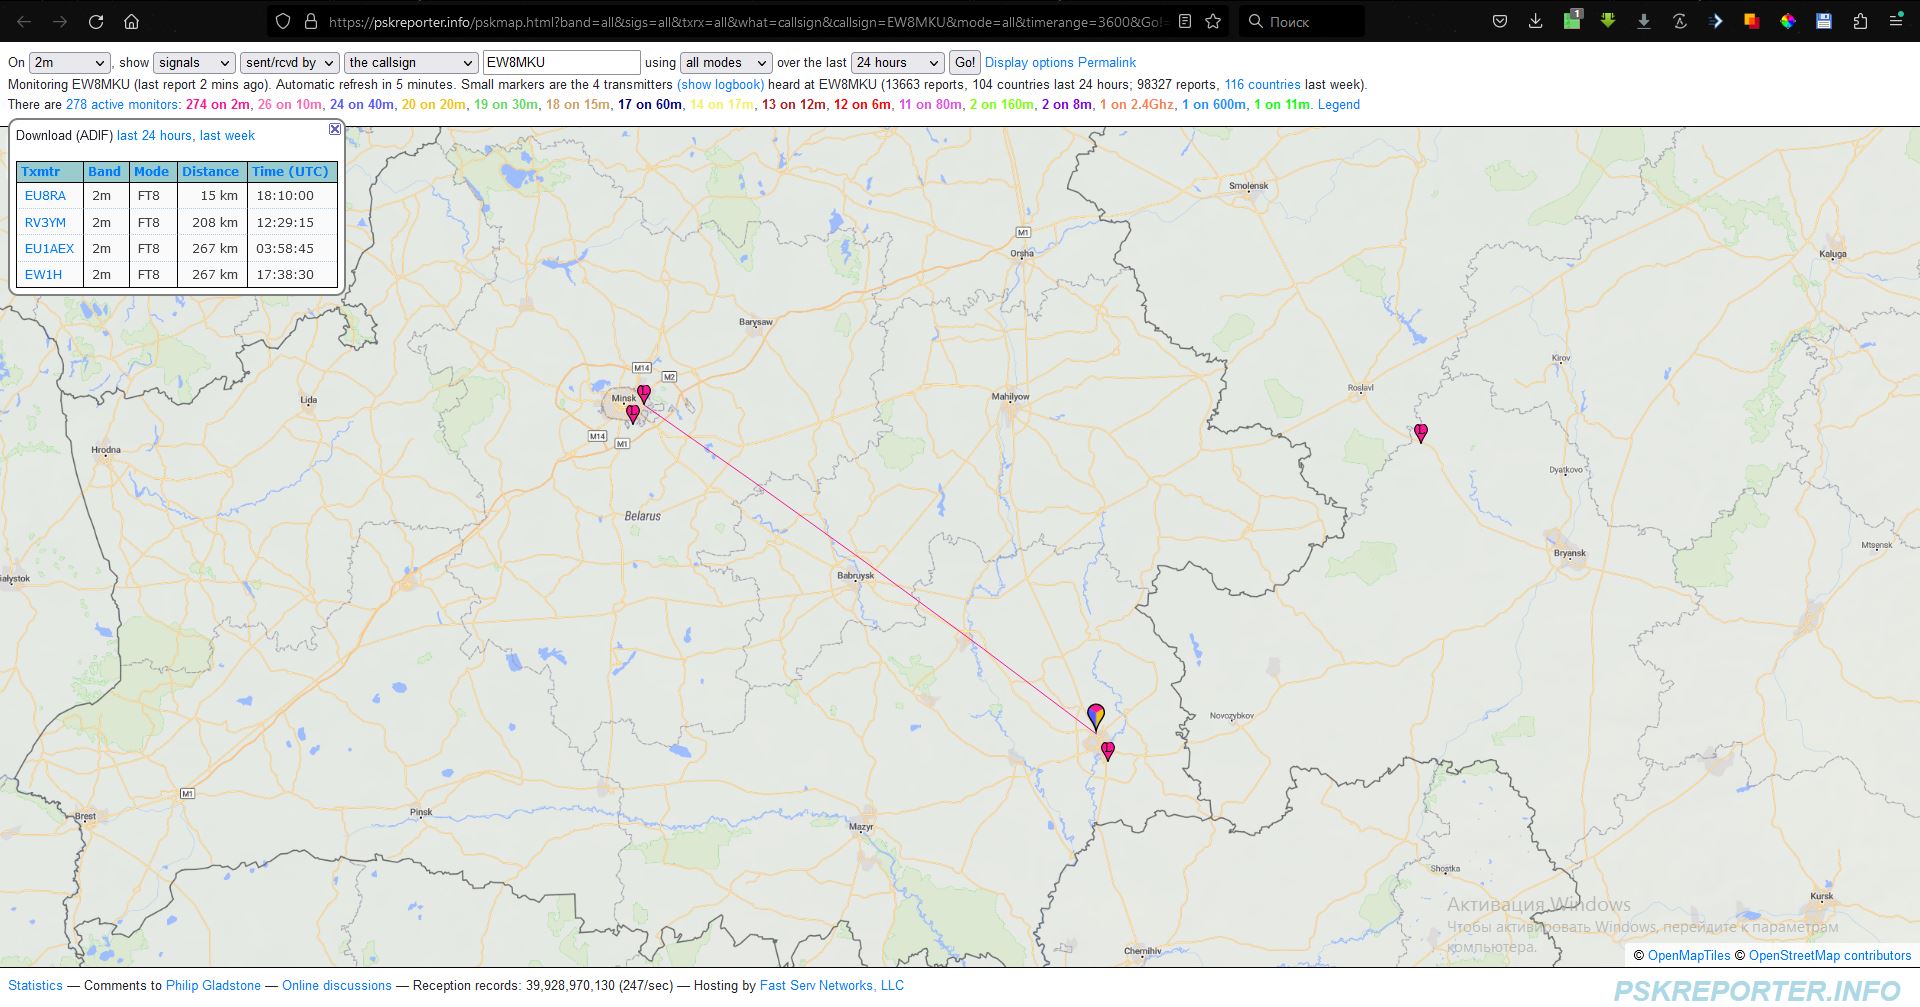 https://pskreporter.info/pskmap.html?band=all&sigs=all&txrx=all&what=callsign&callsign=EW8MKU&mode=all&timerange=3600&Go!=
Поиск
1
On 2m, show signals sent/rcvd by the callsign EW8MKU using all modes over the last 24 hours Go! Display options Permalink
Monitoring EW8MKU (last report 2 mins ago). Automatic refresh in 5 minutes. Small markers are the 4 transmitters (show logbook) heard at EW8MKU (13663 reports, 104 countries last 24 hours; 98327 reports, 116 countries last week).
There are 278 active monitors: 274 on 2m, 26 on 10m, 24 on 40m, 20 on 20m, 19 on 30m, 18 on 15m, 17 on 60m, 14 on 17m, 13 on 12m, 12 on 6m, 11 on 80m, 2 on 160m, 2 on 8m, 1 on 2.4Ghz, 1 on 600m, 1 on 11m. Legend
Download (ADIF) last 24 hours, last week
Txmtr Band Mode Distance Time (UTC)
EU8RA 2m FT8 15 km 18:10:00
RV3YM 2m FT8 208 km 12:29:15
EU1AEX 2m FT8 267 km 03:58:45
EW1H 2m FT8 267 km 17:38:30
Smolensk
M1
Orsha
Kaluga
Barysaw
Kirov
M14
M2
Roslavl
Lida
Minsk
L
Mahilyow
L
L
M14
M1
Hrodna
Dyatkovo
Belarus
Bryansk
Mtsensk
Babruysk
iałystok
Novozybkov
L
M1
Brest
Pinsk
Mazyr
Shostka
Kursk
Chernihiv
Активация Windows
Чтобы активировать Windows, перейдите к параметрам
компьютера.
© OpenMapTiles © OpenStreetMap contributors
Statistics — Comments to Philip Gladstone — Online discussions — Reception records: 39,928,970,130 (247/sec) — Hosting by Fast Serv Networks, LLC
PSKREPORTER.INFO